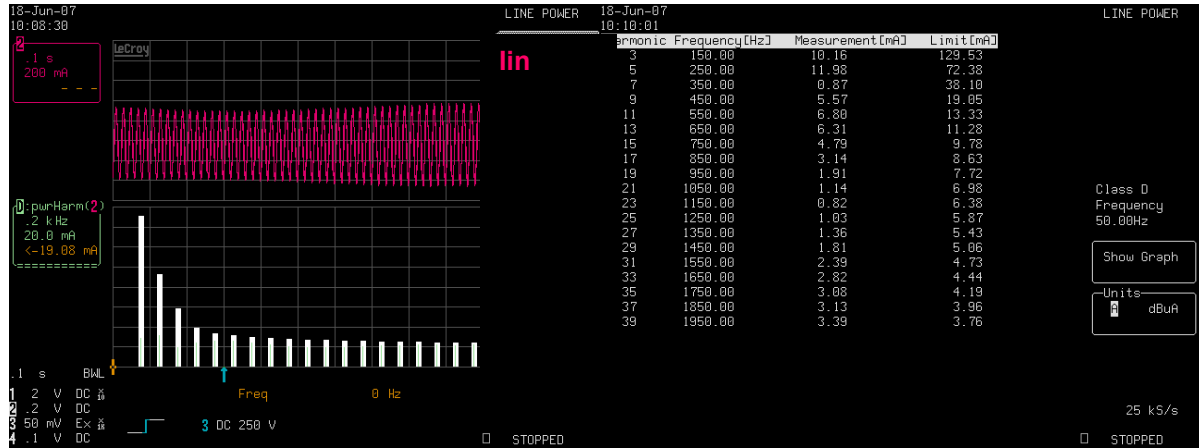 18-Jun-07
10:08:30
LINE POWER
2
.1 s
200 mA
---
LeCroy
lin
D:pwrHarm(2)
.2 kHz
20.0 mA
<-19.08 mA
.1 s BWL
1 2 V DC X10
2 .2 V DC
3 50 mV Ex
4 .1 V DC
Freq 0 Hz
3 DC 250 V
STOPPED
18-Jun-07
10:10:01
LINE POWER
ermonic Frequency[Hz] Measurement[mA] Limit[mA]
3 150.00 10.16 129.53
5 250.00 11.98 72.38
7 350.00 0.87 38.10
9 450.00 5.57 19.05
11 550.00 6.80 13.33
13 650.00 6.31 11.28
15 750.00 4.79 9.78
17 850.00 3.14 8.63
19 950.00 1.91 7.72
21 1050.00 1.14 6.98
23 1150.00 0.82 6.38
25 1250.00 1.03 5.87
27 1350.00 1.36 5.43
29 1450.00 1.81 5.06
31 1550.00 2.39 4.73
33 1650.00 2.82 4.44
35 1750.00 3.08 4.19
37 1850.00 3.13 3.96
39 1950.00 3.39 3.76
Class D
Frequency
50.00Hz
Show Graph
Units
A dBuA
25 kS/s
STOPPED